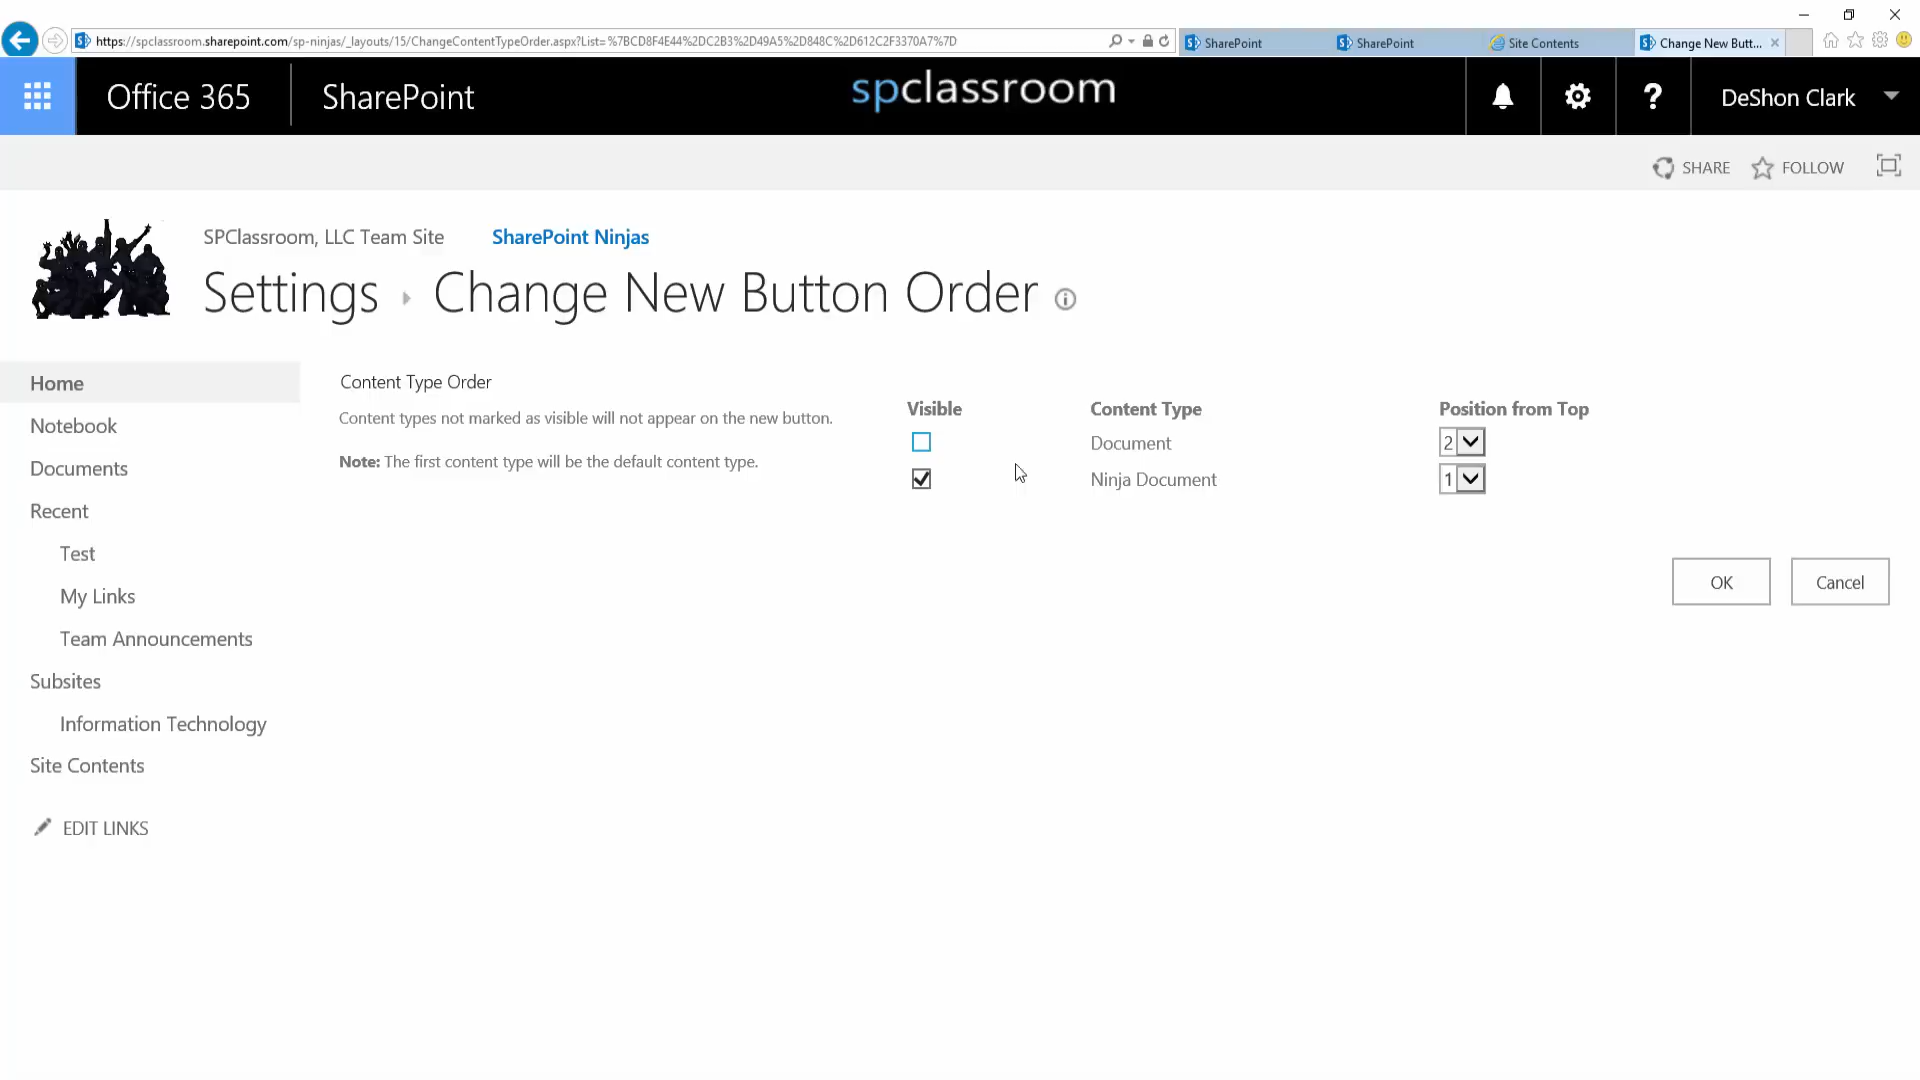 https://spclassroom.sharepoint.com/sp-ninjas/_layouts/15/ChangeContentTypeOrder.aspx?List=%7BCD8F4E44%2DC2B3%2D49A5%2D848C%2D612C2F3370A7%7D
SharePoint
SharePoint
Site Contents
Change New Butt...
Office 365
SharePoint
spclassroom
DeShon Clark
SHARE
FOLLOW
SPClassroom, LLC Team Site
SharePoint Ninjas
Settings
Change New Button Order
Home
Notebook
Documents
Recent
Test
My Links
Team Announcements
Subsites
Information Technology
Site Contents
EDIT LINKS
Content Type Order
Content types not marked as visible will not appear on the new button.
Note: The first content type will be the default content type.
Visible Content Type Position from Top
Document 2
Ninja Document 1
OK Cancel